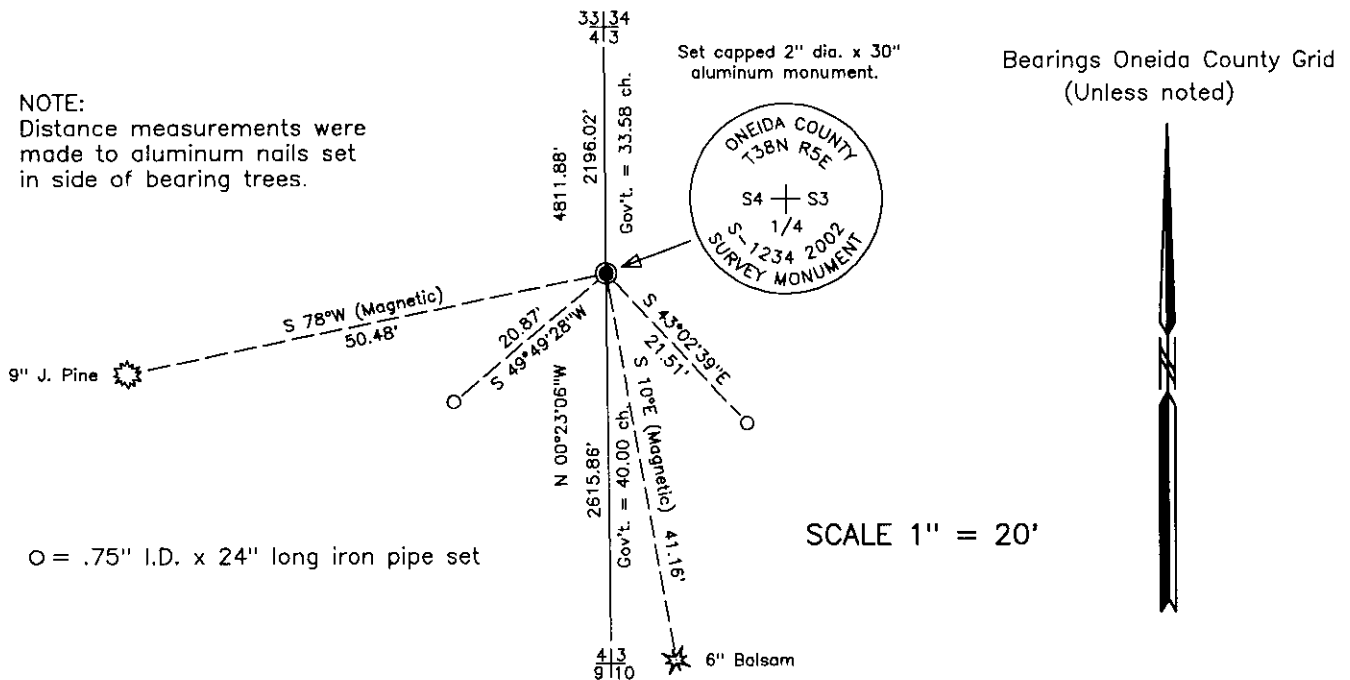 33 34
4 3
Set capped 2" dia. x 30"
aluminum monument.
Bearings Oneida County Grid
(Unless noted)
NOTE:
Distance measurements were
made to aluminum nails set
in side of bearing trees.
4811.88'
2196.02'
Gov't. = 33.58 ch.
ONEIDA COUNTY
T38N R5E
S4 S3
1/4
S-1234 2002
SURVEY MONUMENT
S 78°W (Magnetic)
50.48'
9" J. Pine
20.87'
S 49°49'28"W
S 43°02'39"E
21.51'
N 00°23'06"W
2615.86'
Gov't. = 40.00 ch.
S 10°E (Magnetic) 41.16'
O = .75" I.D. x 24" long iron pipe set
SCALE 1" = 20'
4 3
9 10
6" Balsam